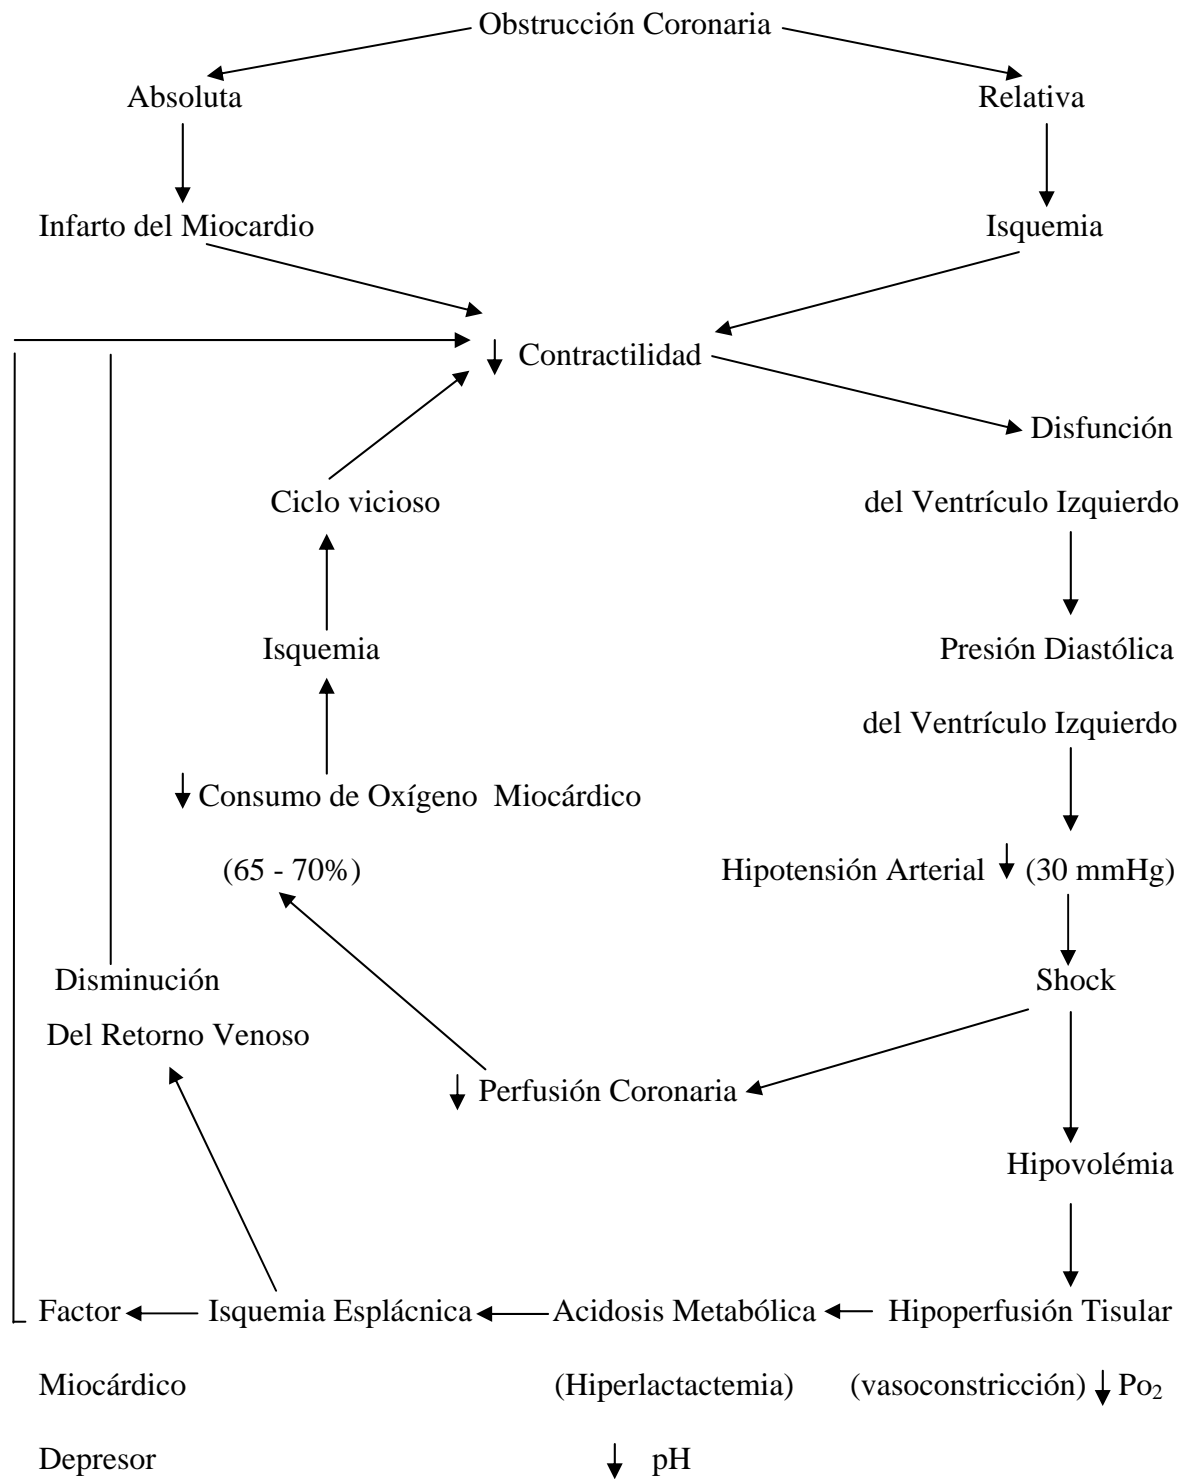 Obstrucción Coronaria
Absoluta Relativa
Infarto del Miocardio Isquemia
↓ Contractilidad
Disfunción
Ciclo vicioso del Ventrículo Izquierdo
Isquemia Presión Diastólica
del Ventrículo Izquierdo
↓ Consumo de Oxígeno Miocárdico
(65 - 70%) Hipotensión Arterial ↓ (30 mmHg)
Disminución Shock
Del Retorno Venoso
↓ Perfusión Coronaria
Hipovolémia
Factor Isquemia Esplácnica Acidosis Metabólica Hipoperfusión Tisular
Miocárdico (Hiperlactactemia) (vasoconstricción) ↓ Po₂
Depresor ↓ pH